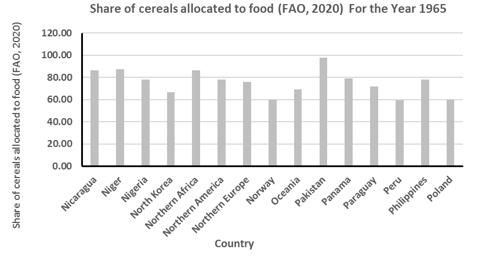 Share of cereals allocated to food (FAO, 2020)  For the Year 1965
Share of cereals allocated to food (FAO, 2020)
120.00
100.00
80.00
60.00
40.00
20.00
0.00
Nicaragua
Niger
Nigeria
North Korea
Northern Africa
Northern America
Northern Europe
Norway
Oceania
Pakistan
Panama
Paraguay
Peru
Philippines
Poland
Country